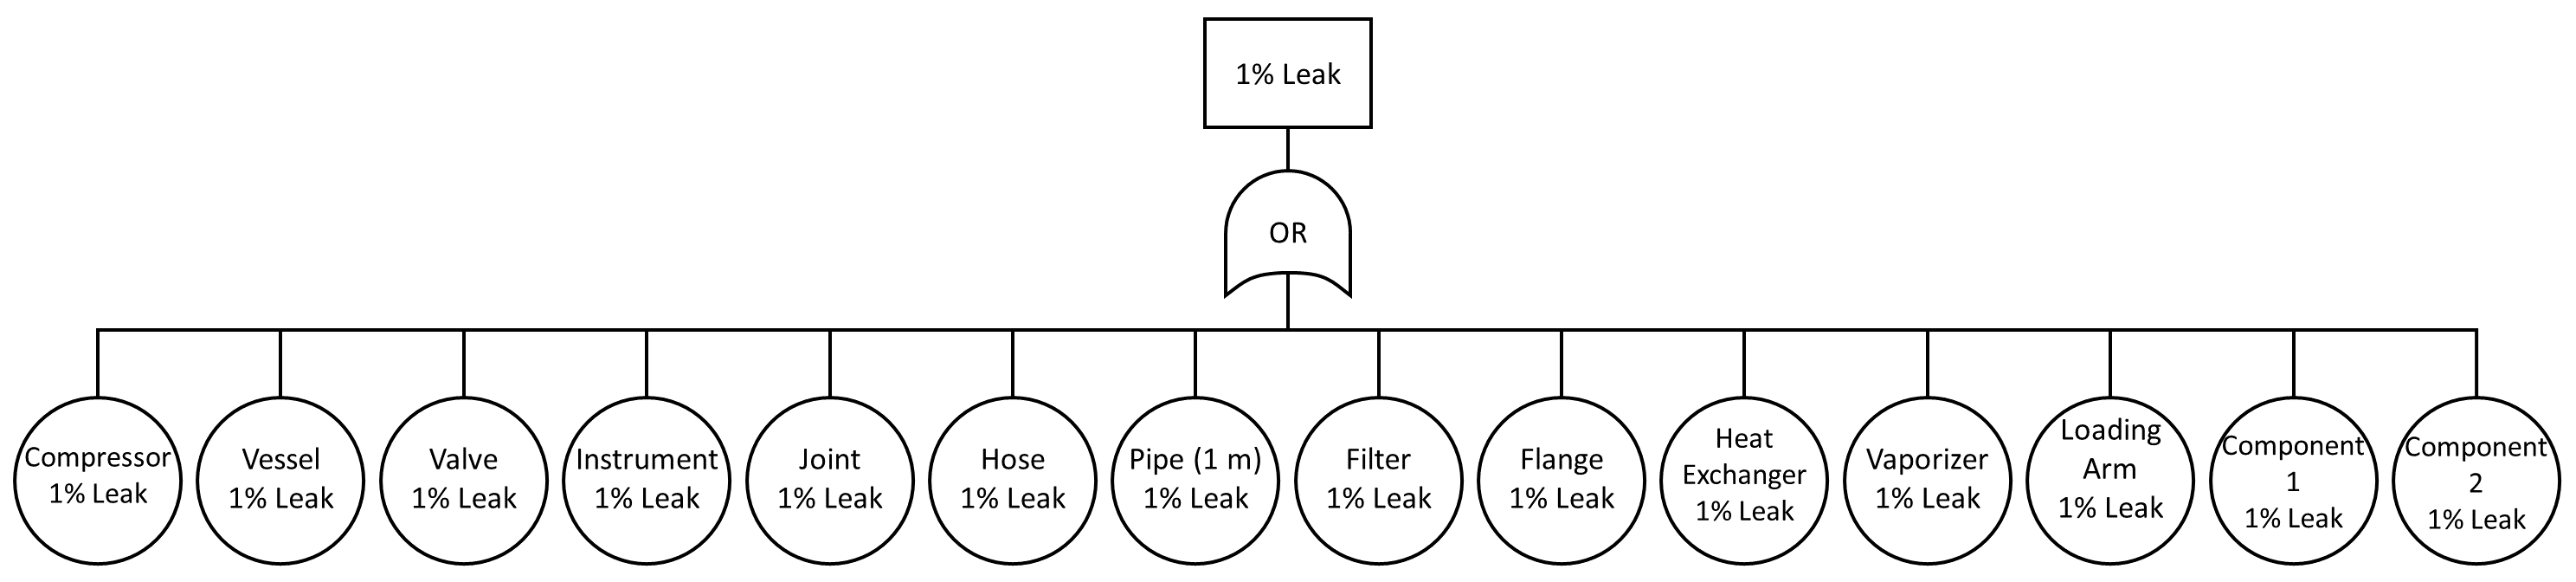 1% Leak
OR
Compressor
1% Leak
Vessel
1% Leak
Valve
1% Leak
Instrument
1% Leak
Joint
1% Leak
Hose
1% Leak
Pipe (1 m)
1% Leak
Filter
1% Leak
Flange
1% Leak
Heat
Exchanger
1% Leak
Vaporizer
1% Leak
Loading
Arm
1% Leak
Component
1
1% Leak
Component
2
1% Leak